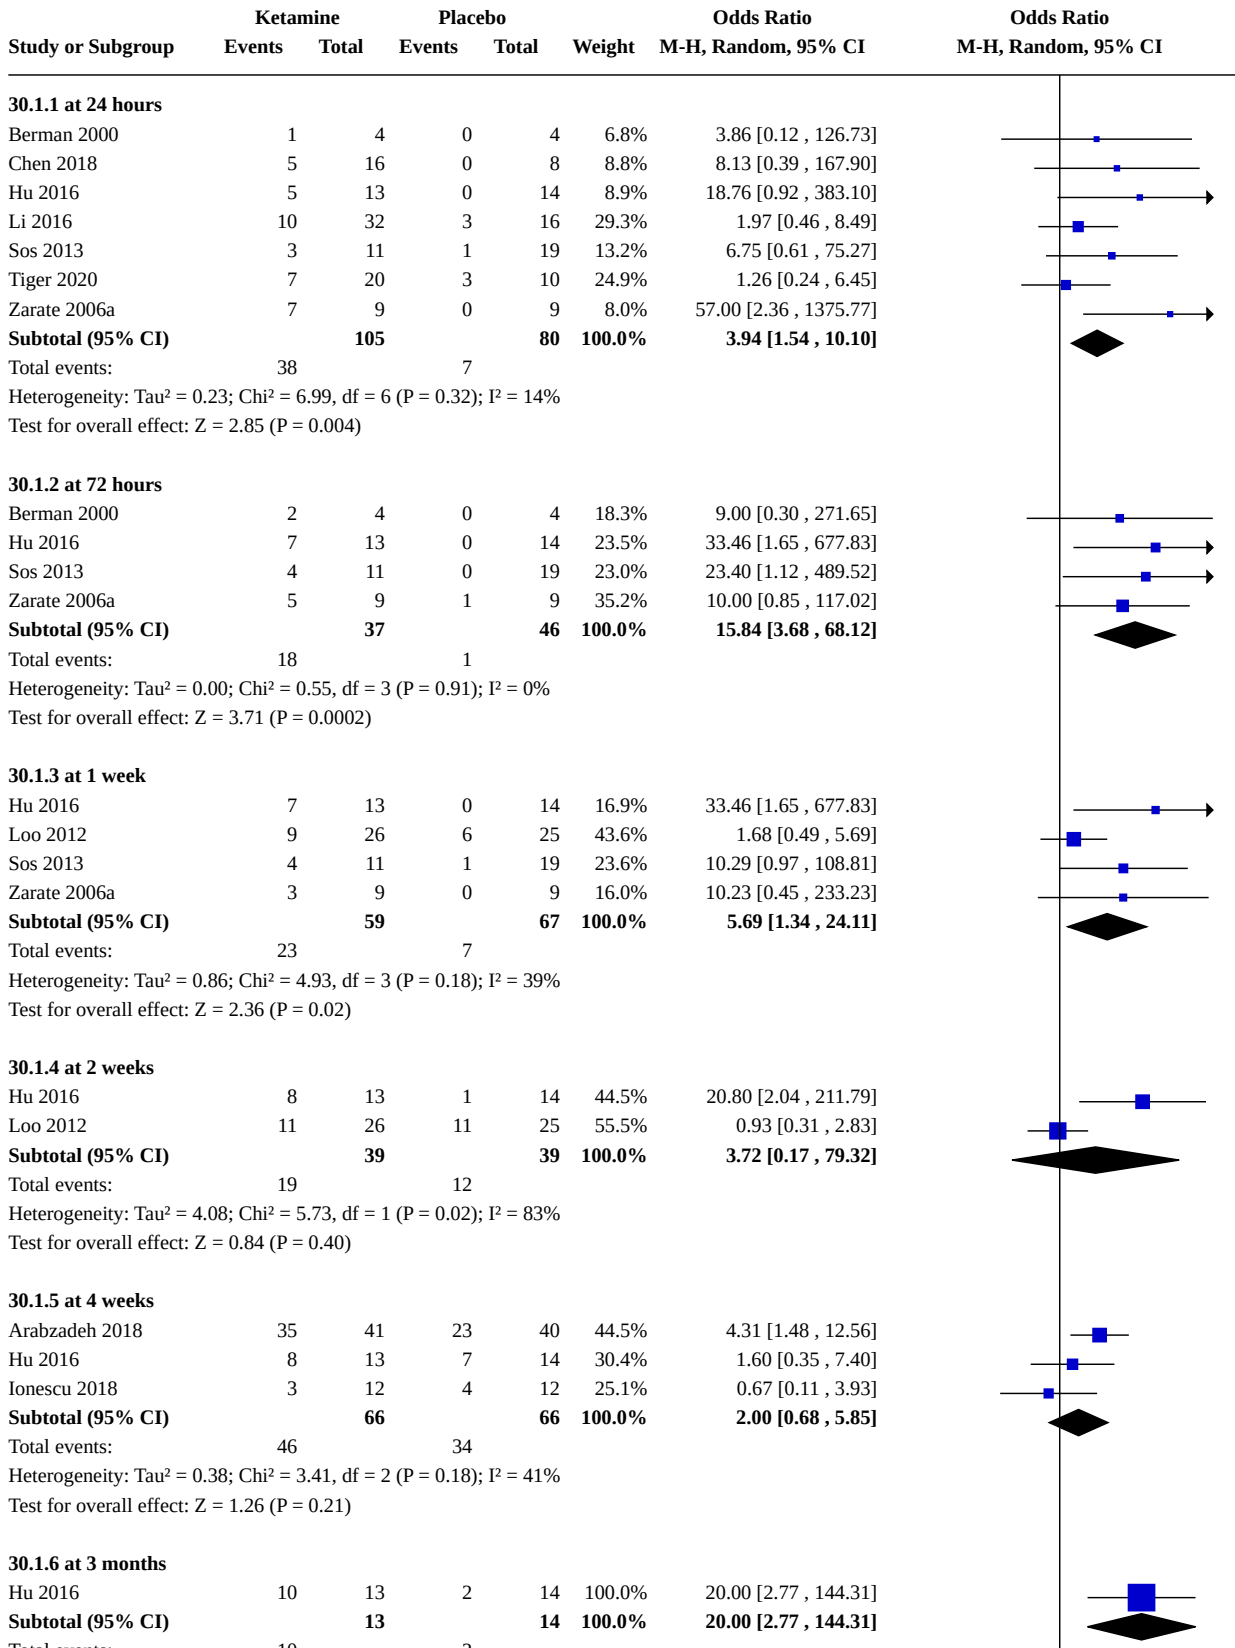 Ketamine Placebo Odds Ratio Odds Ratio
Study or Subgroup Events Total Events Total Weight M-H, Random, 95% CI M-H, Random, 95% CI
30.1.1 at 24 hours
Berman 2000 1 4 0 4 6.8% 3.86 [0.12 , 126.73]
Chen 2018 5 16 0 8 8.8% 8.13 [0.39 , 167.90]
Hu 2016 5 13 0 14 8.9% 18.76 [0.92 , 383.10]
Li 2016 10 32 3 16 29.3% 1.97 [0.46 , 8.49]
Sos 2013 3 11 1 19 13.2% 6.75 [0.61 , 75.27]
Tiger 2020 7 20 3 10 24.9% 1.26 [0.24 , 6.45]
Zarate 2006a 7 9 0 9 8.0% 57.00 [2.36 , 1375.77]
Subtotal (95% CI) 105 80 100.0% 3.94 [1.54 , 10.10]
Total events: 38 7
Heterogeneity: Tau² = 0.23; Chi² = 6.99, df = 6 (P = 0.32); I² = 14%
Test for overall effect: Z = 2.85 (P = 0.004)
30.1.2 at 72 hours
Berman 2000 2 4 0 4 18.3% 9.00 [0.30 , 271.65]
Hu 2016 7 13 0 14 23.5% 33.46 [1.65 , 677.83]
Sos 2013 4 11 0 19 23.0% 23.40 [1.12 , 489.52]
Zarate 2006a 5 9 1 9 35.2% 10.00 [0.85 , 117.02]
Subtotal (95% CI) 37 46 100.0% 15.84 [3.68 , 68.12]
Total events: 18 1
Heterogeneity: Tau² = 0.00; Chi² = 0.55, df = 3 (P = 0.91); I² = 0%
Test for overall effect: Z = 3.71 (P = 0.0002)
30.1.3 at 1 week
Hu 2016 7 13 0 14 16.9% 33.46 [1.65 , 677.83]
Loo 2012 9 26 6 25 43.6% 1.68 [0.49 , 5.69]
Sos 2013 4 11 1 19 23.6% 10.29 [0.97 , 108.81]
Zarate 2006a 3 9 0 9 16.0% 10.23 [0.45 , 233.23]
Subtotal (95% CI) 59 67 100.0% 5.69 [1.34 , 24.11]
Total events: 23 7
Heterogeneity: Tau² = 0.86; Chi² = 4.93, df = 3 (P = 0.18); I² = 39%
Test for overall effect: Z = 2.36 (P = 0.02)
30.1.4 at 2 weeks
Hu 2016 8 13 1 14 44.5% 20.80 [2.04 , 211.79]
Loo 2012 11 26 11 25 55.5% 0.93 [0.31 , 2.83]
Subtotal (95% CI) 39 39 100.0% 3.72 [0.17 , 79.32]
Total events: 19 12
Heterogeneity: Tau² = 4.08; Chi² = 5.73, df = 1 (P = 0.02); I² = 83%
Test for overall effect: Z = 0.84 (P = 0.40)
30.1.5 at 4 weeks
Arabzadeh 2018 35 41 23 40 44.5% 4.31 [1.48 , 12.56]
Hu 2016 8 13 7 14 30.4% 1.60 [0.35 , 7.40]
Ionescu 2018 3 12 4 12 25.1% 0.67 [0.11 , 3.93]
Subtotal (95% CI) 66 66 100.0% 2.00 [0.68 , 5.85]
Total events: 46 34
Heterogeneity: Tau² = 0.38; Chi² = 3.41, df = 2 (P = 0.18); I² = 41%
Test for overall effect: Z = 1.26 (P = 0.21)
30.1.6 at 3 months
Hu 2016 10 13 2 14 100.0% 20.00 [2.77 , 144.31]
Subtotal (95% CI) 13 14 100.0% 20.00 [2.77 , 144.31]